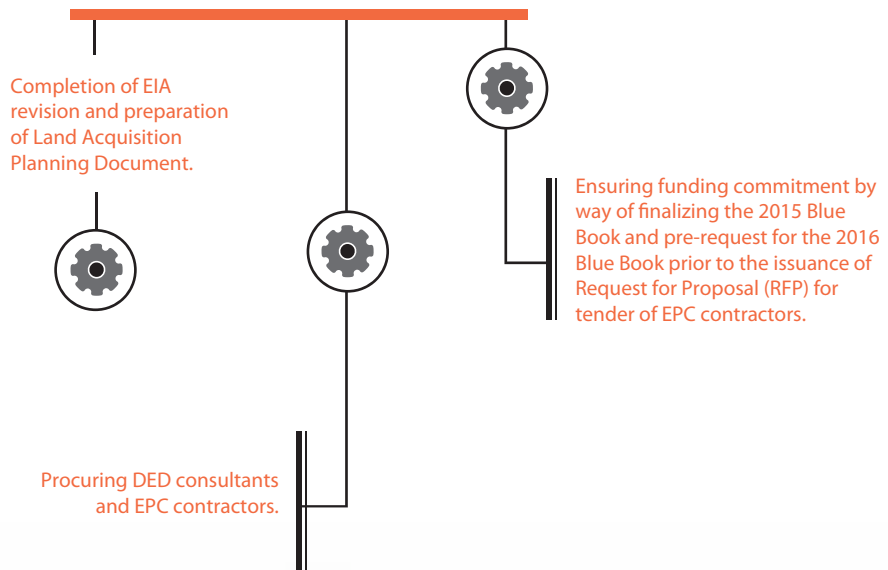 Completion of EIA
revision and preparation
of Land Acquisition
Planning Document.
Ensuring funding commitment by
way of finalizing the 2015 Blue
Book and pre-request for the 2016
Blue Book prior to the issuance of
Request for Proposal (RFP) for
tender of EPC contractors.
Procuring DED consultants
and EPC contractors.